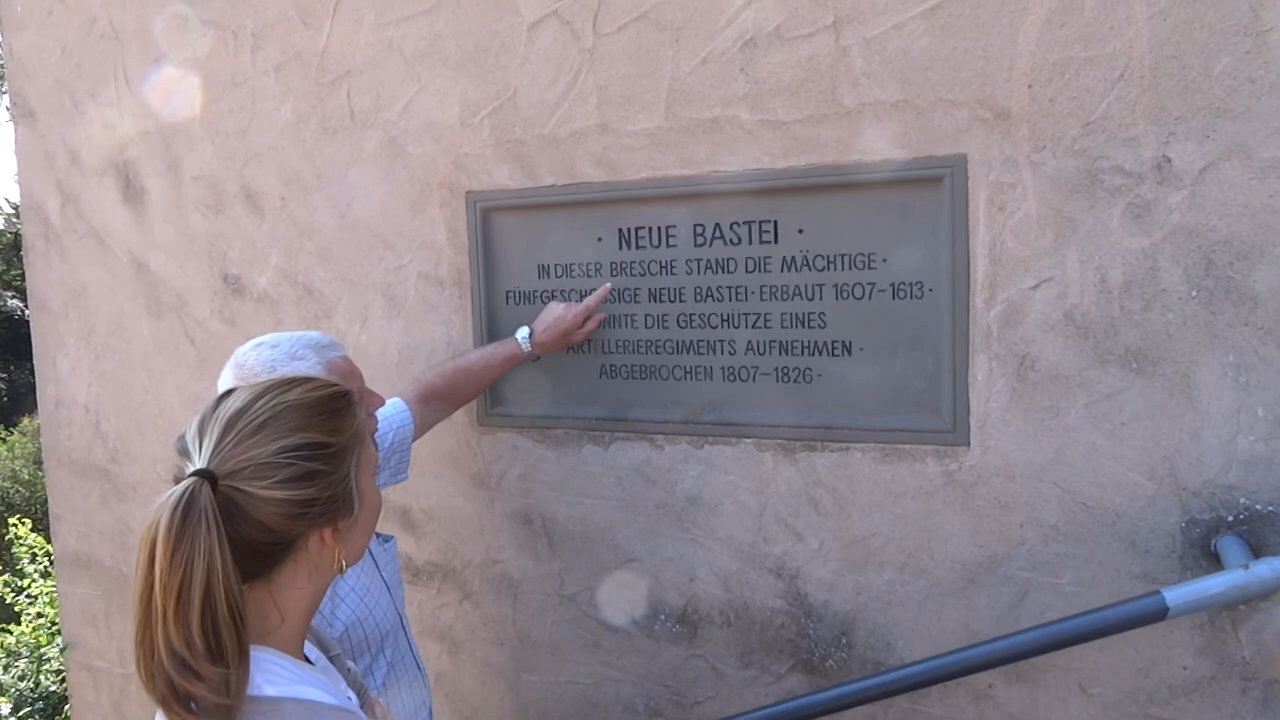 · NEUE BASTEI ·
IN DIESER BRESCHE STAND DIE MÄCHTIGE ·
NEUE BASTEI · ERBAUT 1607–1613 ·
DIE GESCHÜTZE EINES
AUFNEHMEN ·
ABGEBROCHEN 1807–1826 ·